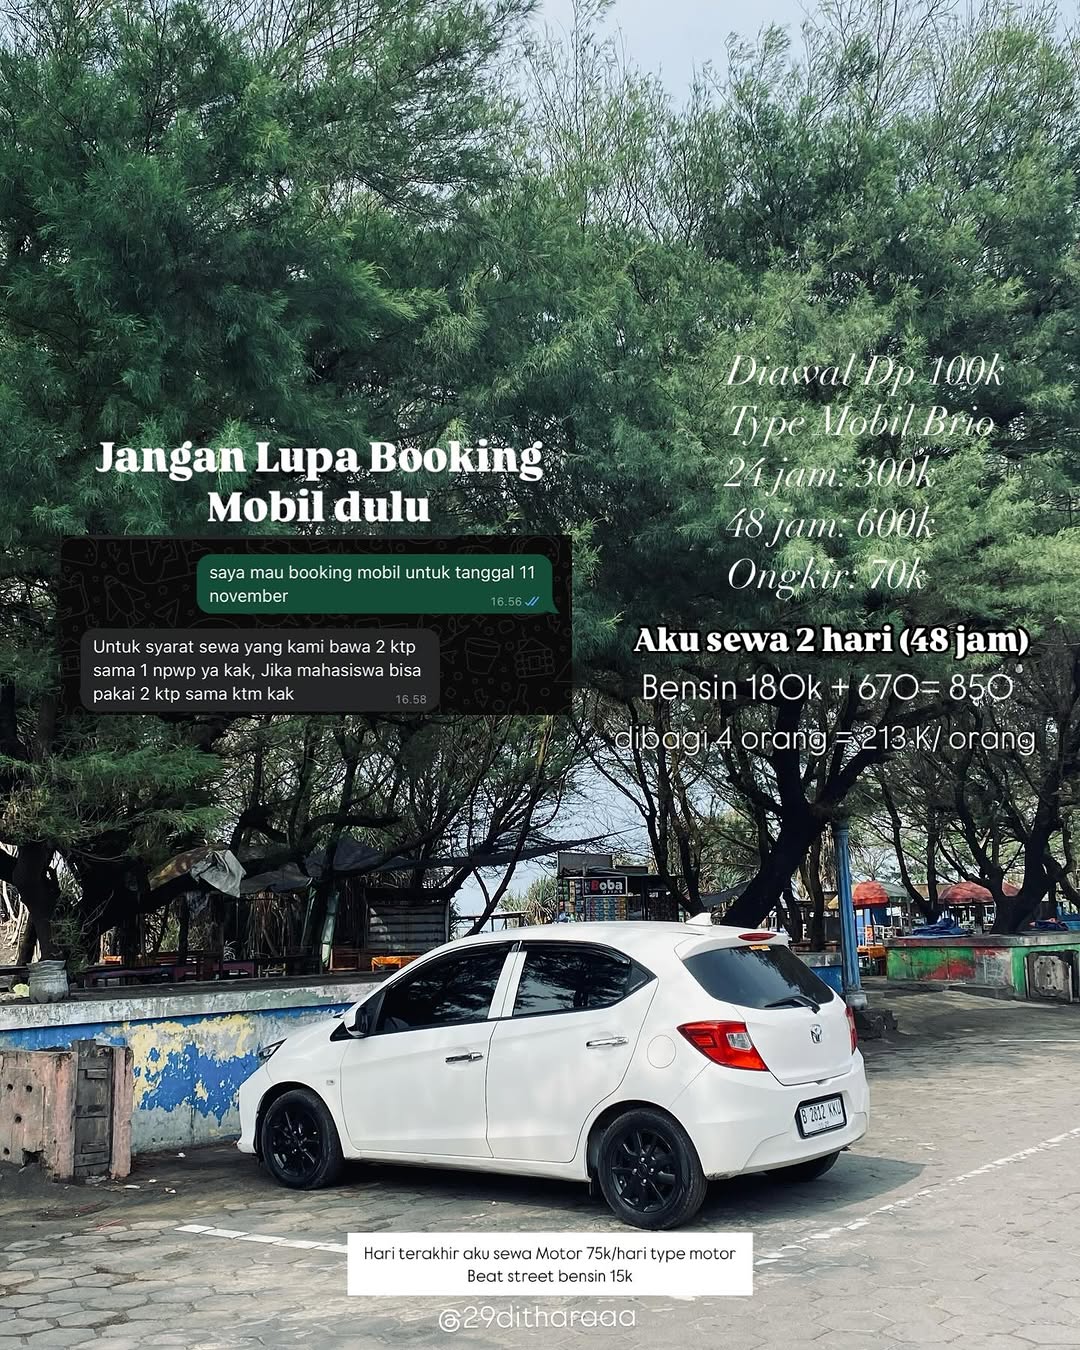 Jangan Lupa Booking
Mobil dulu
saya mau booking mobil untuk tanggal 11
november
16.56
Untuk syarat sewa yang kami bawa 2 ktp
sama 1 npwp ya kak, Jika mahasiswa bisa
pakai 2 ktp sama ktm kak
16.58
Diawal Dp 100k
Type Mobil Brio
24 jam: 300k
48 jam: 600k
Ongkir: 70k
Aku sewa 2 hari (48 jam)
Bensin 180k + 670= 850
dibagi 4 orang = 213 K/ orang
Boba
B 2612 KKU
Hari terakhir aku sewa Motor 75k/hari type motor
Beat street bensin 15k
@29ditharaaa